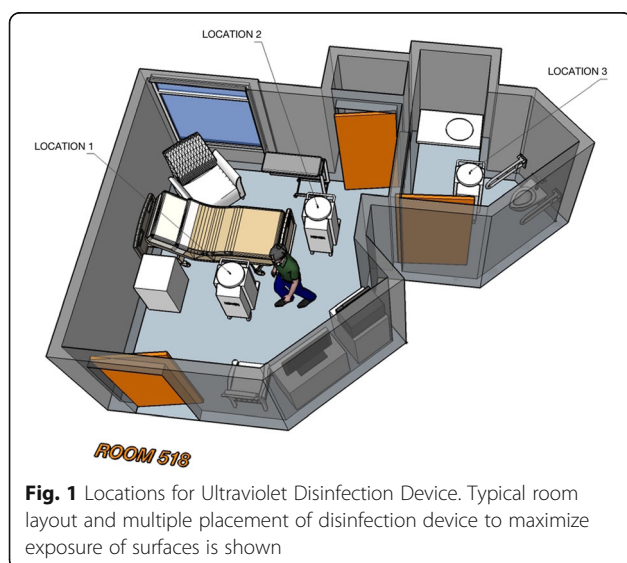 LOCATION 2
LOCATION 3
LOCATION 1
ROOM 518
Fig. 1 Locations for Ultraviolet Disinfection Device. Typical room
layout and multiple placement of disinfection device to maximize
exposure of surfaces is shown